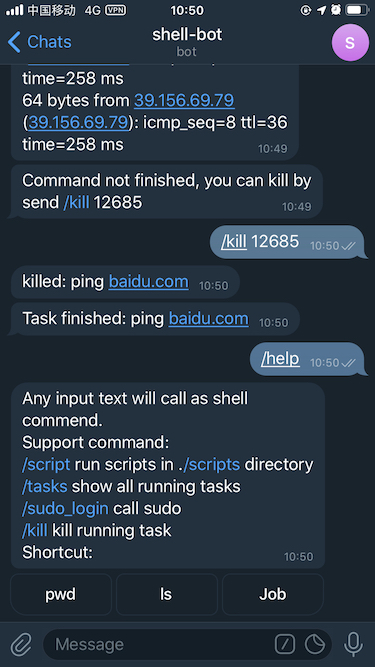 中国移动 4G VPN 10:50
Chats
shell-bot
bot
S
time=258 ms
64 bytes from 39.156.69.79
(39.156.69.79): icmp_seq=8 ttl=36
time=258 ms
10:49
Command not finished, you can kill by
send /kill 12685
10:49
/kill 12685 10:50
killed: ping baidu.com 10:50
Task finished: ping baidu.com 10:50
/help 10:50
Any input text will call as shell
commend.
Support command:
/script run scripts in ./scripts directory
/tasks show all running tasks
/sudo_login call sudo
/kill kill running task
Shortcut:
10:50
pwd ls Job
Message